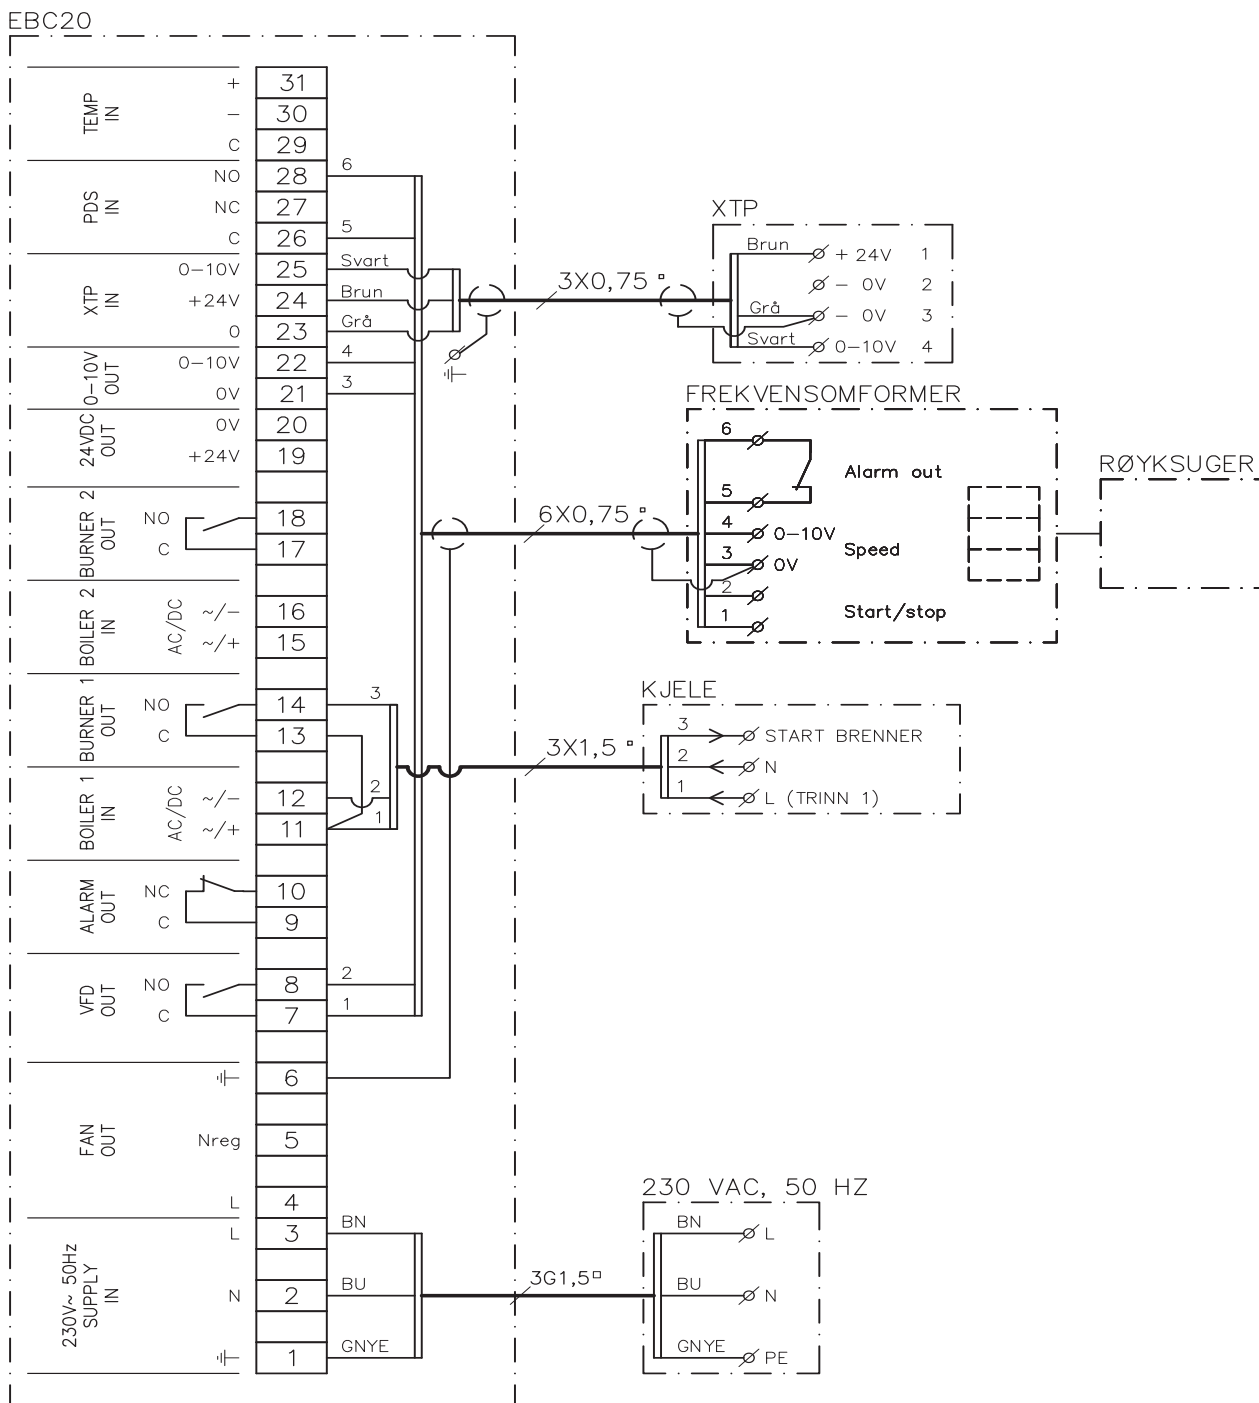 EBC20
TEMP IN
+ 31
- 30
C 29
PDS IN
NO 28 6
NC 27
C 26 5
XTP IN
0-10V 25 Svart
+24V 24 Brun
0 23 Grå
0-10V OUT
0-10V 22 4
0V 21 3
24VDC OUT
0V 20
+24V 19
BURNER 2 OUT
NO 18
C 17
BOILER 2 IN
AC/DC
~/- 16
~/+ 15
BURNER 1 OUT
NO 14 3
C 13
BOILER 1 IN
AC/DC
~/- 12 2
~/+ 11 1
ALARM OUT
NC 10
C 9
VFD OUT
NO 8 2
C 7 1
FAN OUT
6
Nreg 5
L 4
230V~ 50Hz SUPPLY IN
L 3 BN
N 2 BU
1 GNYE
3X0,75 □
XTP
Brun + 24V 1
- 0V 2
Grå - 0V 3
Svart 0-10V 4
6X0,75 □
FREKVENSOMFORMER
6
Alarm out
5
4 0-10V
Speed
3 0V
2
Start/stop
1
RØYKSUGER
3X1,5 □
KJELE
3 START BRENNER
2 N
1 L (TRINN 1)
3G1,5□
230 VAC, 50 HZ
BN L
BU N
GNYE PE